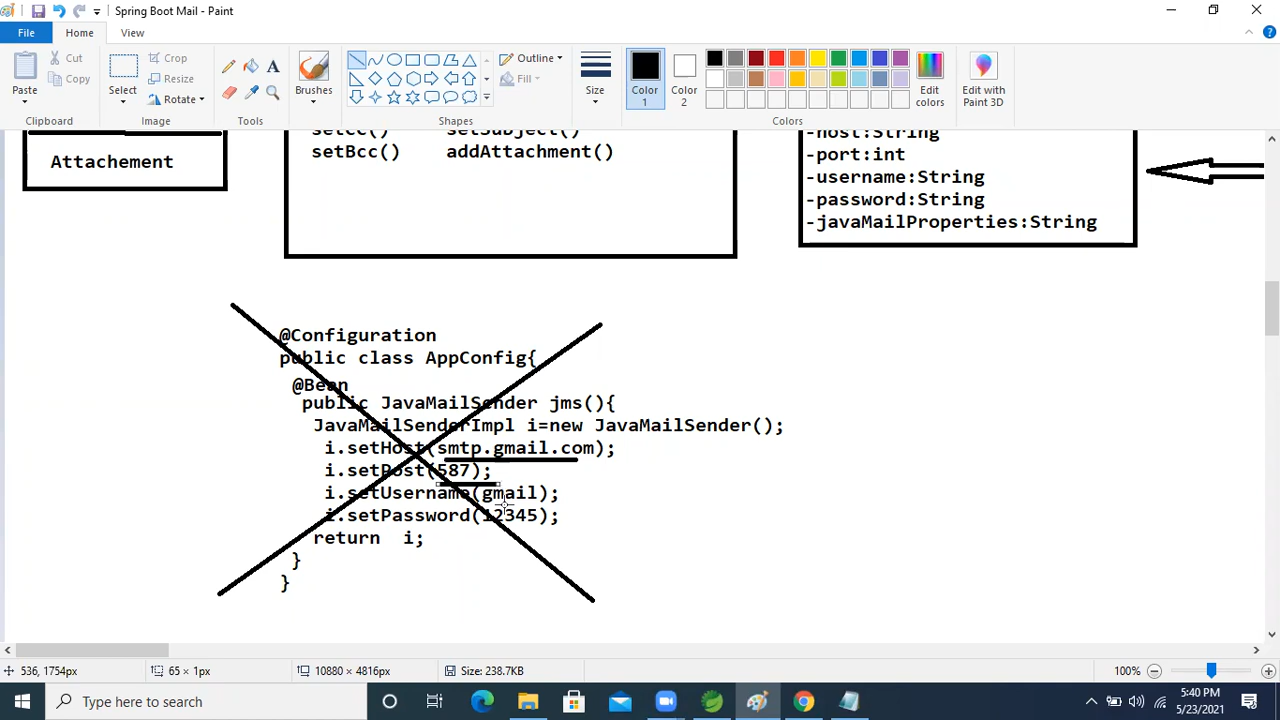 Spring Boot Mail - Paint
File
Home
View
Paste
Cut
Copy
Clipboard
Select
Crop
Resize
Rotate
Image
A
Tools
Brushes
Outline
Fill
Shapes
Size
Color
1
Color
2
Edit
colors
Edit with
Paint 3D
Colors
Attachement
setCc() setSubject()
setBcc() addAttachment()
-host:String
-port:int
-username:String
-password:String
-javaMailProperties:String
@Configuration
public class AppConfig{
@Bean
public JavaMailSender jms(){
JavaMailSenderImpl i=new JavaMailSender();
i.setHost(smtp.gmail.com);
i.setPost(587);
i.setUsername(gmail);
i.setPassword(12345);
return i;
}
}
536, 1754px
65 × 1px
10880 × 4816px
Size: 238.7KB
100%
Type here to search
5:40 PM
5/23/2021